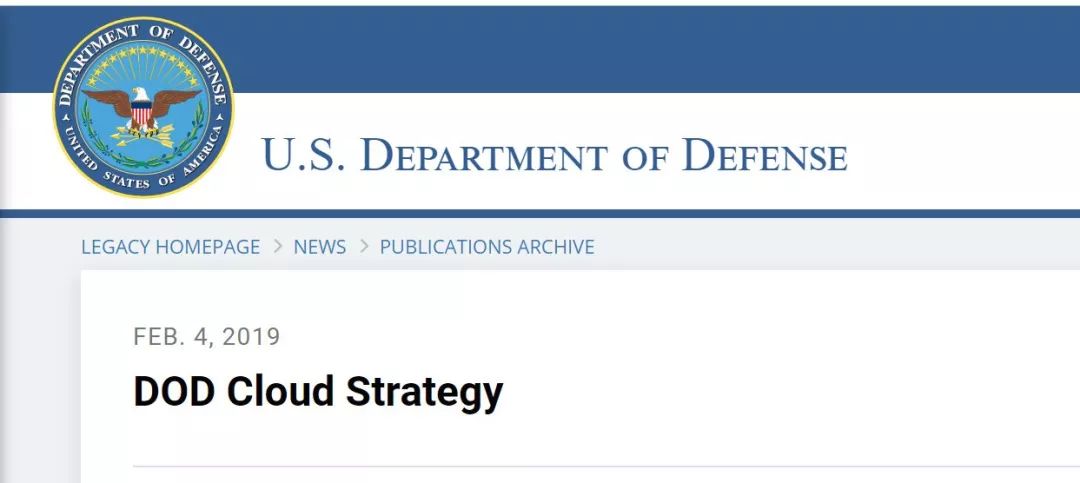 DEPARTMENT OF DEFENSE
UNITED STATES OF AMERICA
U.S. DEPARTMENT OF DEFENSE
LEGACY HOMEPAGE > NEWS > PUBLICATIONS ARCHIVE
FEB. 4, 2019
DOD Cloud Strategy